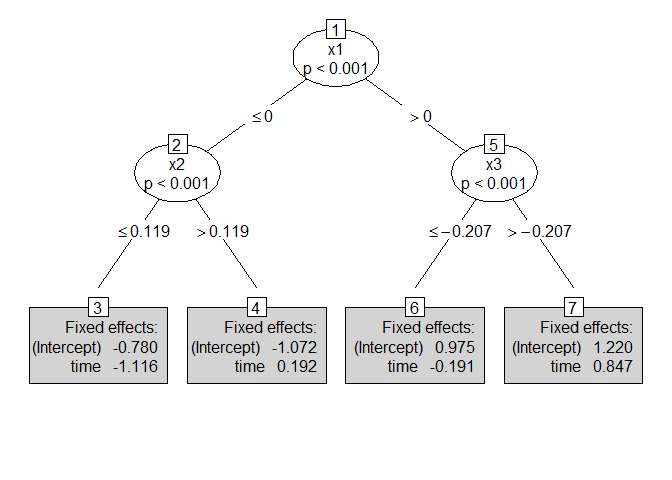 1
x1
p < 0.001
≤ 0
> 0
2
x2
p < 0.001
5
x3
p < 0.001
≤ 0.119
> 0.119
≤ −0.207
> −0.207
3
Fixed effects:
(Intercept) -0.780
time -1.116
4
Fixed effects:
(Intercept) -1.072
time 0.192
6
Fixed effects:
(Intercept) 0.975
time -0.191
7
Fixed effects:
(Intercept) 1.220
time 0.847